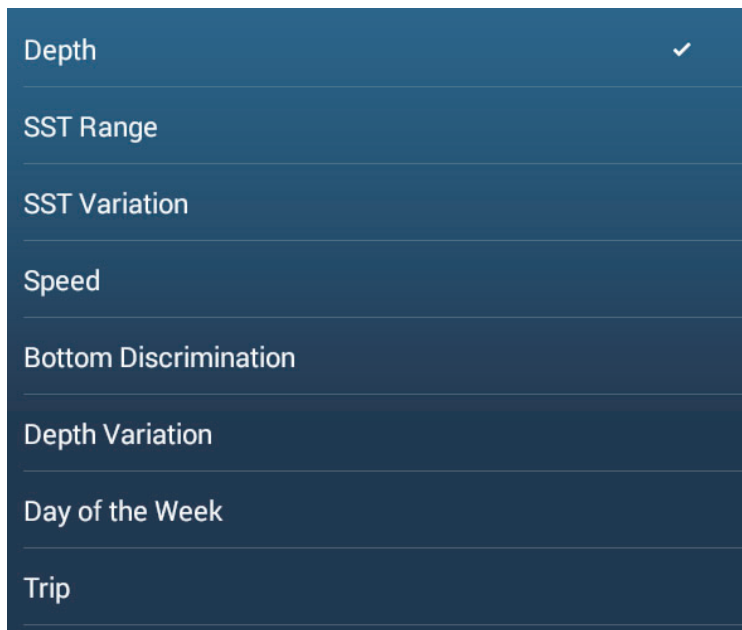 Depth
SST Range
SST Variation
Speed
Bottom Discrimination
Depth Variation
Day of the Week
Trip